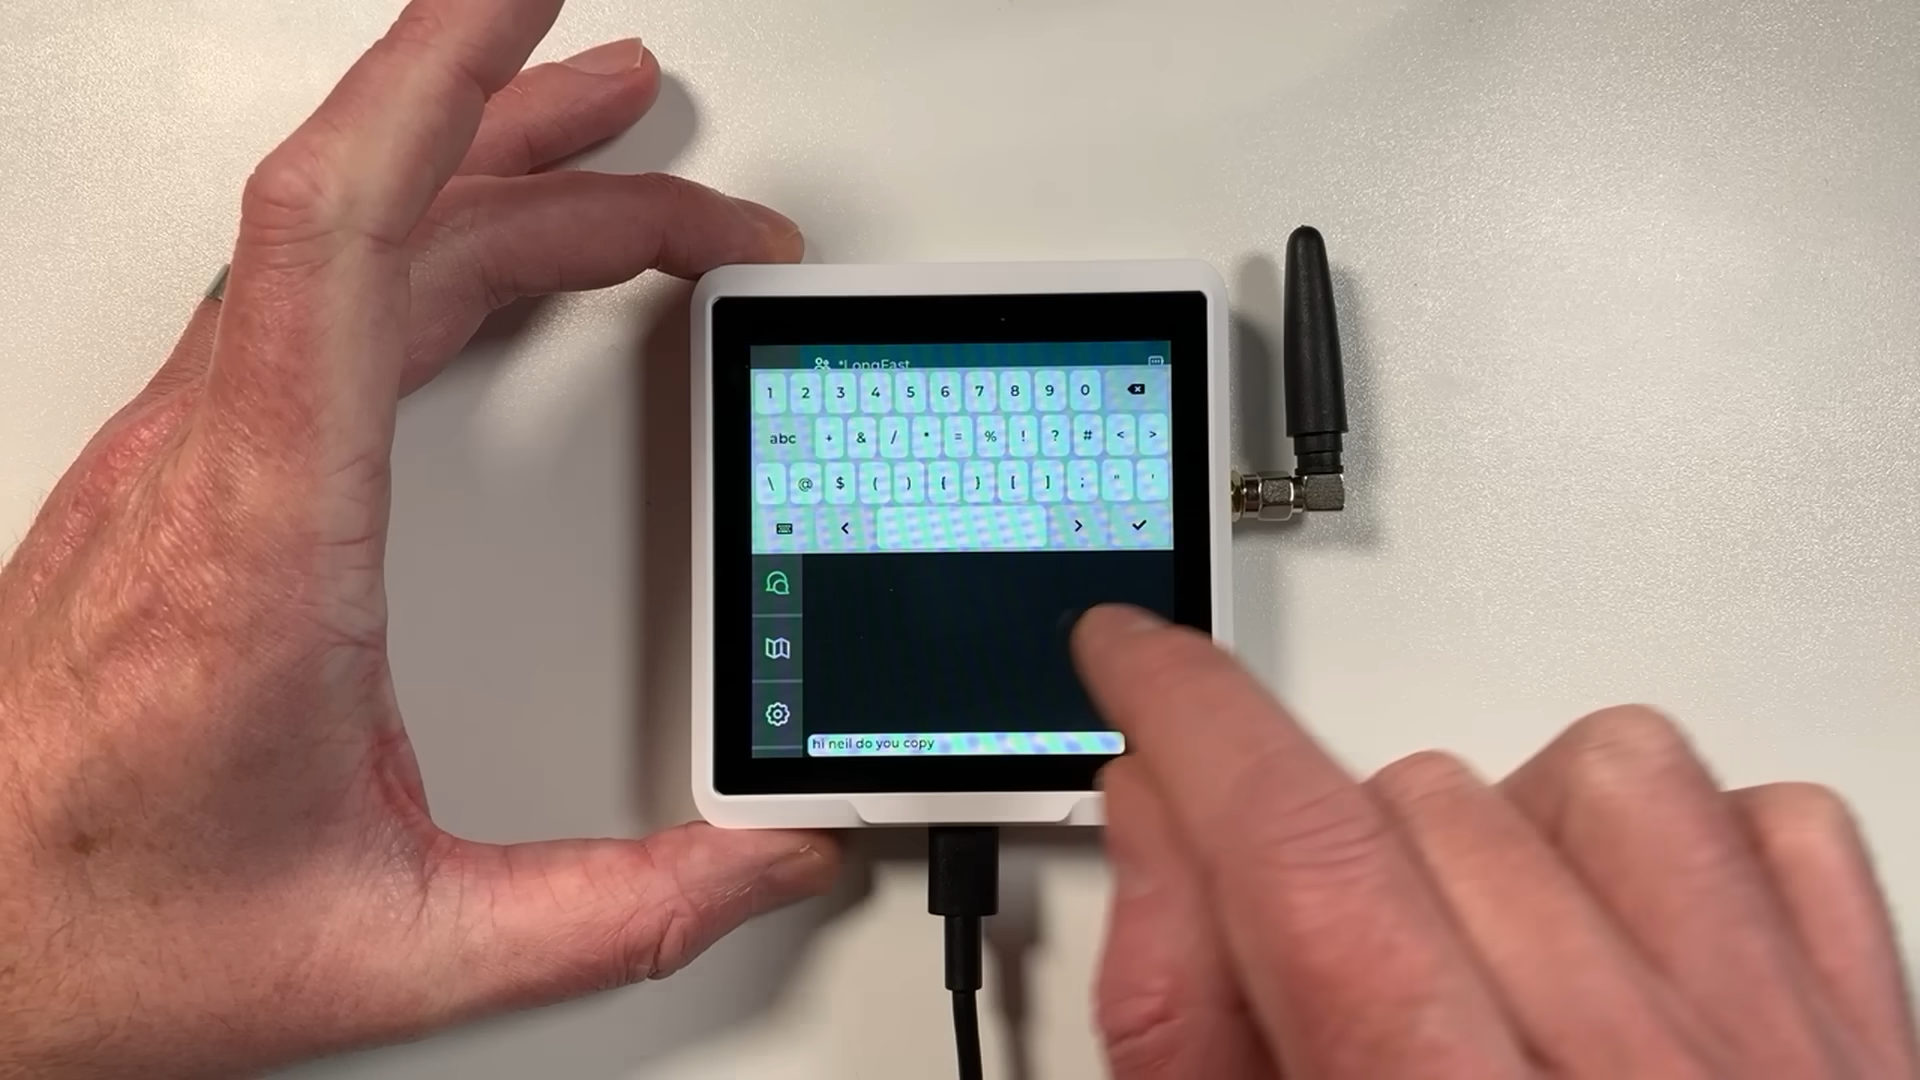 *LongFast
1 2 3 4 5 6 7 8 9 0
abc + & / * = % ! ? # < >
\ @ $ ( ) { } [ ] ; " '
hi neil do you copy